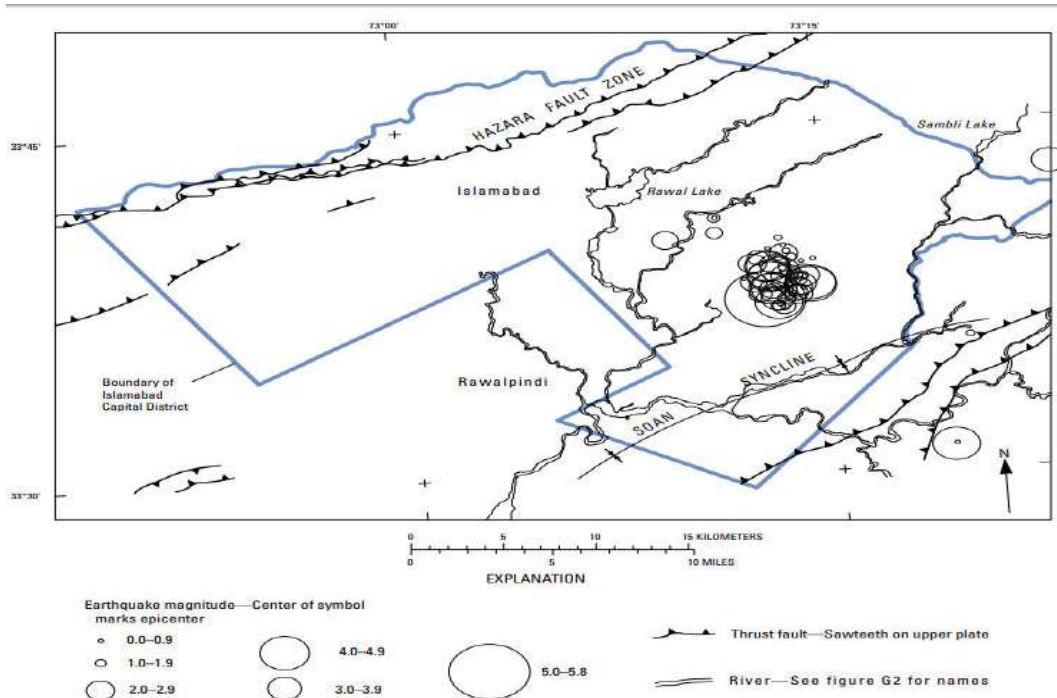 73°00'
73°15'
33°45'
HAZARA FAULT ZONE
Sambli Lake
Islamabad
Rawal Lake
Boundary of
Islamabad
Capital District
Rawalpindi
SOAN
SYNCLINE
N
33°30'
0 5 10 15 KILOMETERS
0 5 10 MILES
EXPLANATION
Earthquake magnitude—Center of symbol
marks epicenter
0.0–0.9
1.0–1.9
2.0–2.9
4.0–4.9
3.0–3.9
5.0–5.8
Thrust fault—Sawteeth on upper plate
River—See figure G2 for names